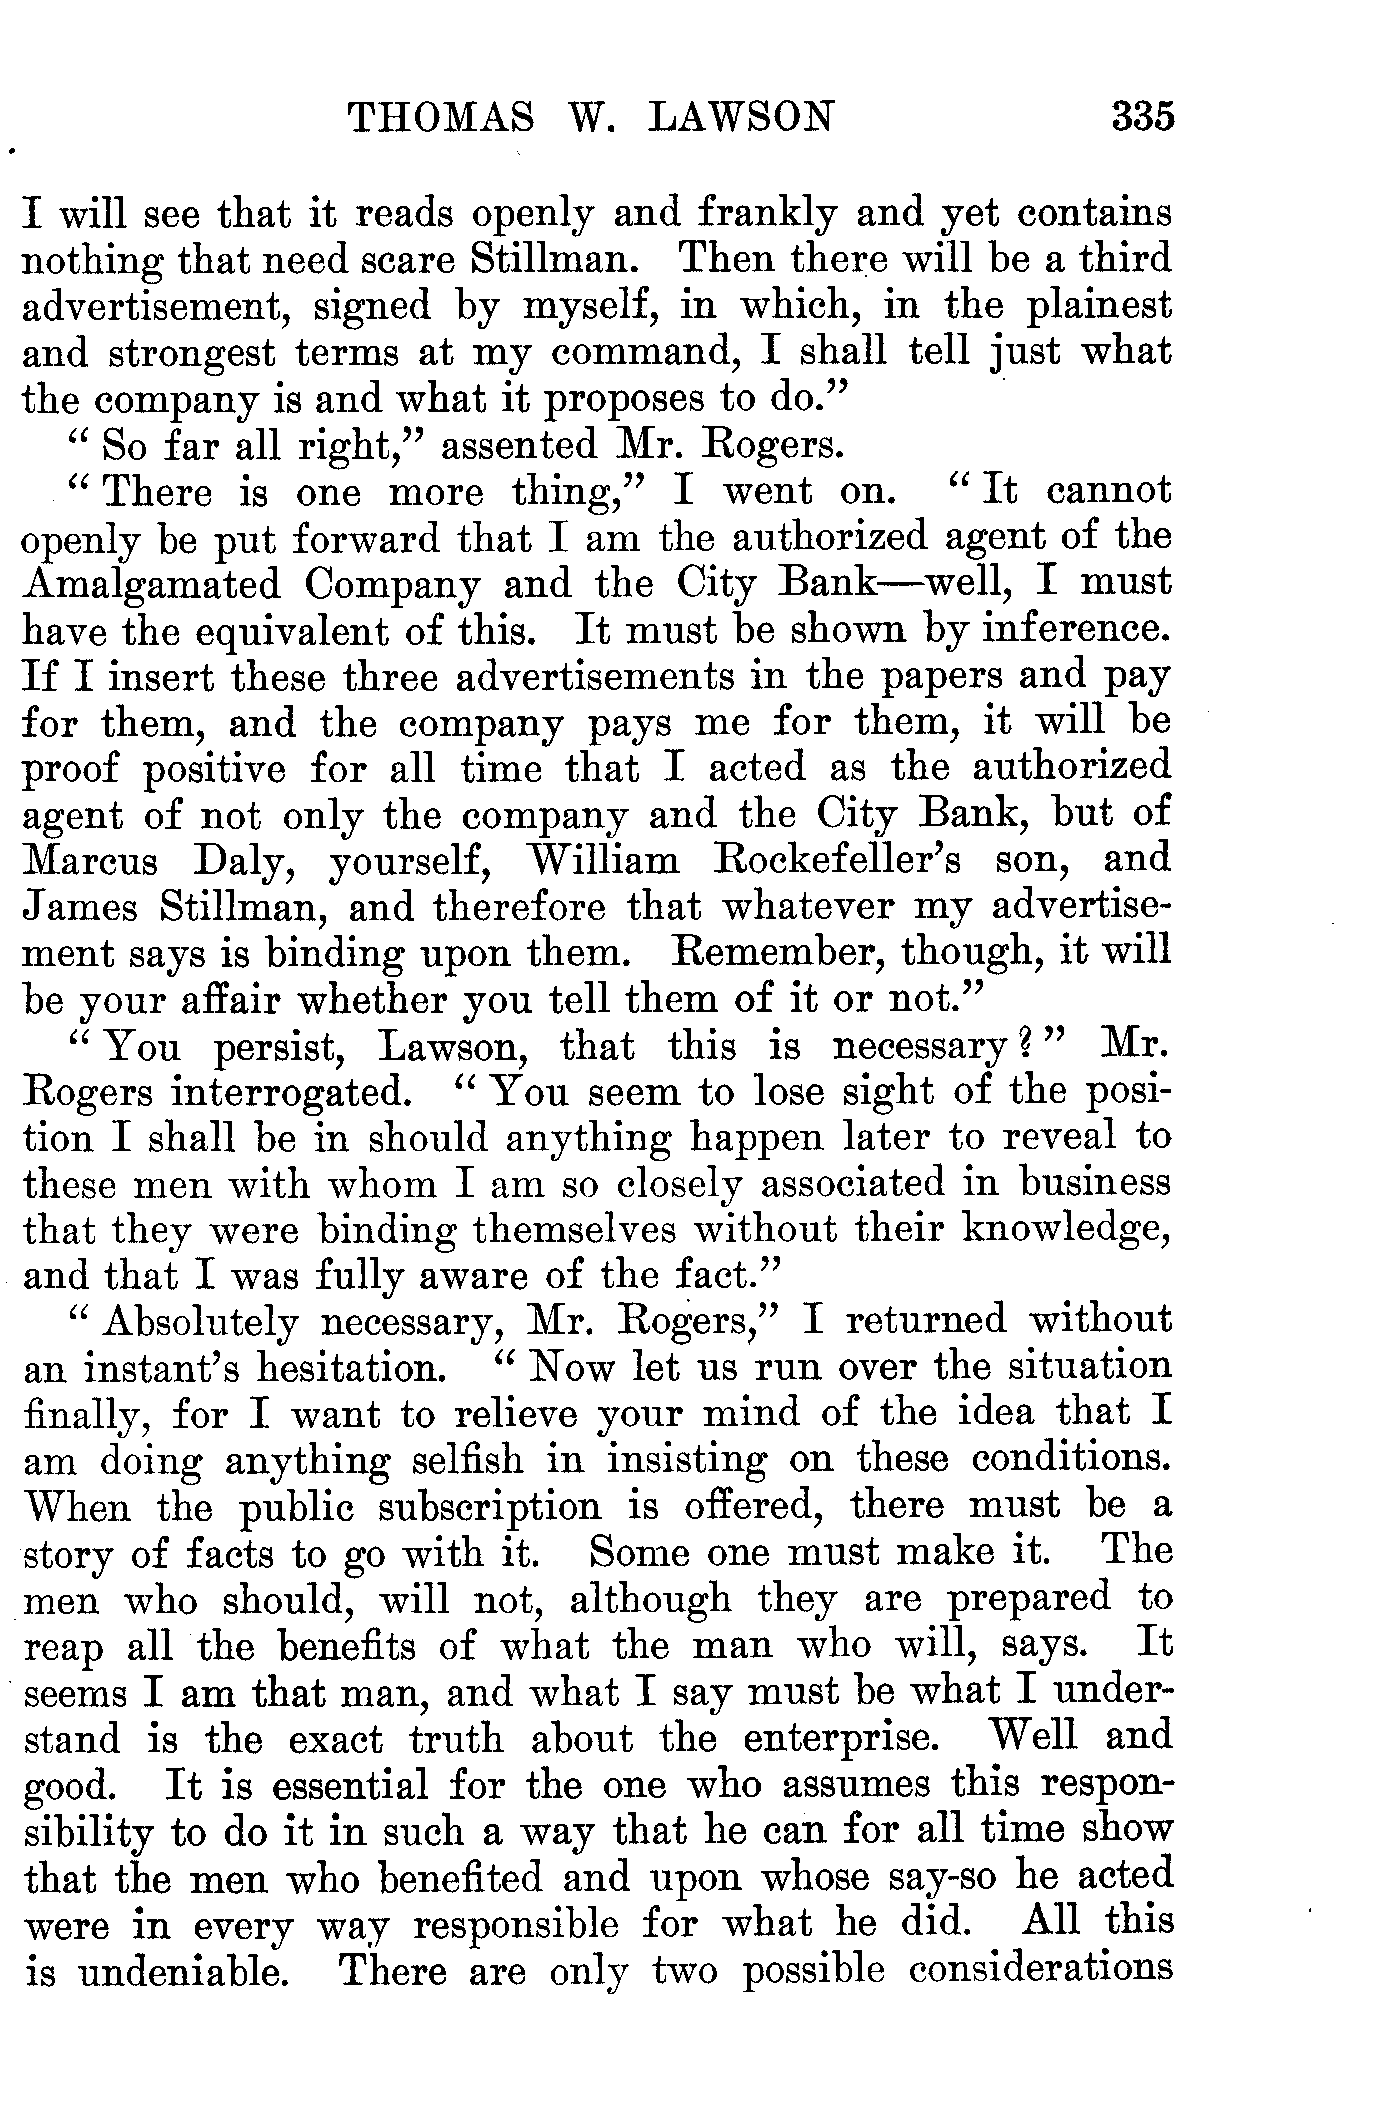 THOMAS W. LAWSON 335
I will see that it reads openly and frankly and yet contains
nothing that need scare Stillman. Then there will be a third
advertisement, signed by myself, in which, in the plainest
and strongest terms at my command, I shall tell just what
the company is and what it proposes to do.”
“ So far all right,” assented Mr. Rogers.
“ There is one more thing,” I went on. “ It cannot
openly be put forward that I am the authorized agent of the
Amalgamated Company and the City Bank—well, I must
have the equivalent of this. It must be shown by inference.
If I insert these three advertisements in the papers and pay
for them, and the company pays me for them, it will be
proof positive for all time that I acted as the authorized
agent of not only the company and the City Bank, but of
Marcus Daly, yourself, William Rockefeller’s son, and
James Stillman, and therefore that whatever my advertise-
ment says is binding upon them. Remember, though, it will
be your affair whether you tell them of it or not.”
“ You persist, Lawson, that this is necessary ? ” Mr.
Rogers interrogated. “ You seem to lose sight of the posi-
tion I shall be in should anything happen later to reveal to
these men with whom I am so closely associated in business
that they were binding themselves without their knowledge,
and that I was fully aware of the fact.”
“ Absolutely necessary, Mr. Rogers,” I returned without
an instant’s hesitation. “ Now let us run over the situation
finally, for I want to relieve your mind of the idea that I
am doing anything selfish in insisting on these conditions.
When the public subscription is offered, there must be a
story of facts to go with it. Some one must make it. The
men who should, will not, although they are prepared to
reap all the benefits of what the man who will, says. It
seems I am that man, and what I say must be what I under-
stand is the exact truth about the enterprise. Well and
good. It is essential for the one who assumes this respon-
sibility to do it in such a way that he can for all time show
that the men who benefited and upon whose say-so he acted
were in every way responsible for what he did. All this
is undeniable. There are only two possible considerations